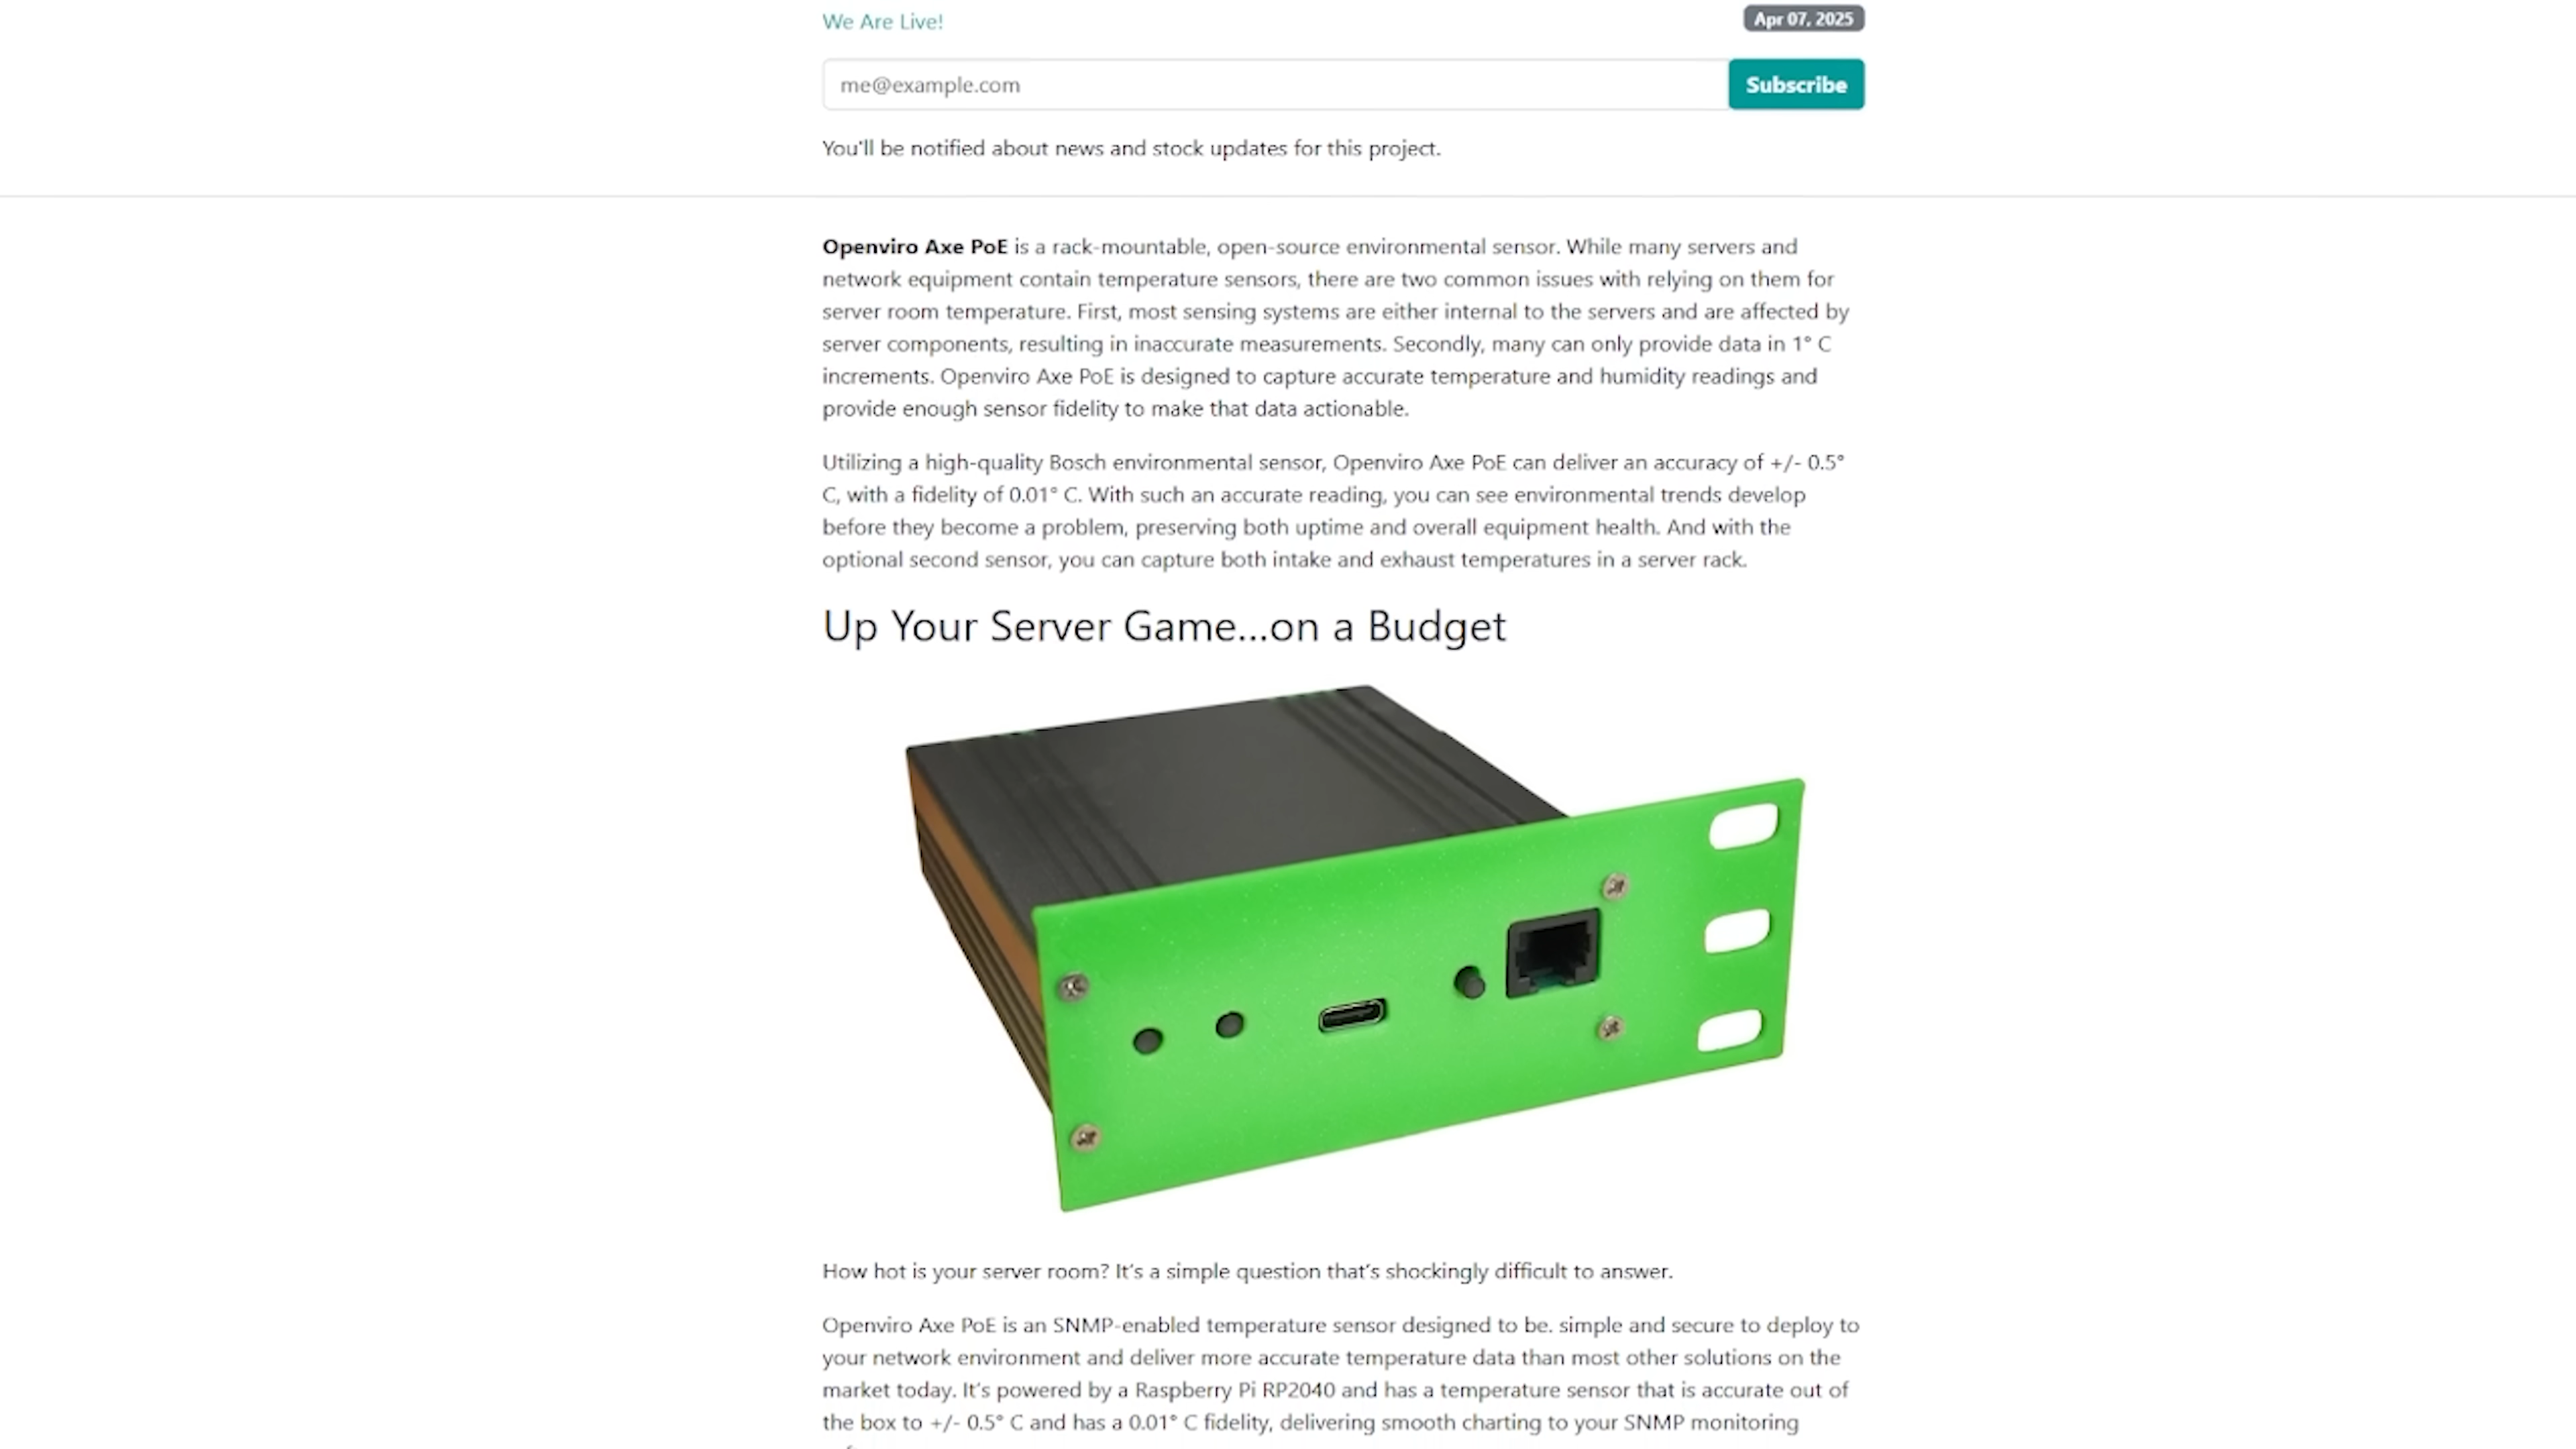 We Are Live!
Apr 07, 2025
me@example.com
Subscribe
You'll be notified about news and stock updates for this project.
Openviro Axe PoE is a rack-mountable, open-source environmental sensor. While many servers and
network equipment contain temperature sensors, there are two common issues with relying on them for
server room temperature. First, most sensing systems are either internal to the servers and are affected by
server components, resulting in inaccurate measurements. Secondly, many can only provide data in 1° C
increments. Openviro Axe PoE is designed to capture accurate temperature and humidity readings and
provide enough sensor fidelity to make that data actionable.
Utilizing a high-quality Bosch environmental sensor, Openviro Axe PoE can deliver an accuracy of +/- 0.5°
C, with a fidelity of 0.01° C. With such an accurate reading, you can see environmental trends develop
before they become a problem, preserving both uptime and overall equipment health. And with the
optional second sensor, you can capture both intake and exhaust temperatures in a server rack.
Up Your Server Game...on a Budget
How hot is your server room? It's a simple question that's shockingly difficult to answer.
Openviro Axe PoE is an SNMP-enabled temperature sensor designed to be. simple and secure to deploy to
your network environment and deliver more accurate temperature data than most other solutions on the
market today. It's powered by a Raspberry Pi RP2040 and has a temperature sensor that is accurate out of
the box to +/- 0.5° C and has a 0.01° C fidelity, delivering smooth charting to your SNMP monitoring